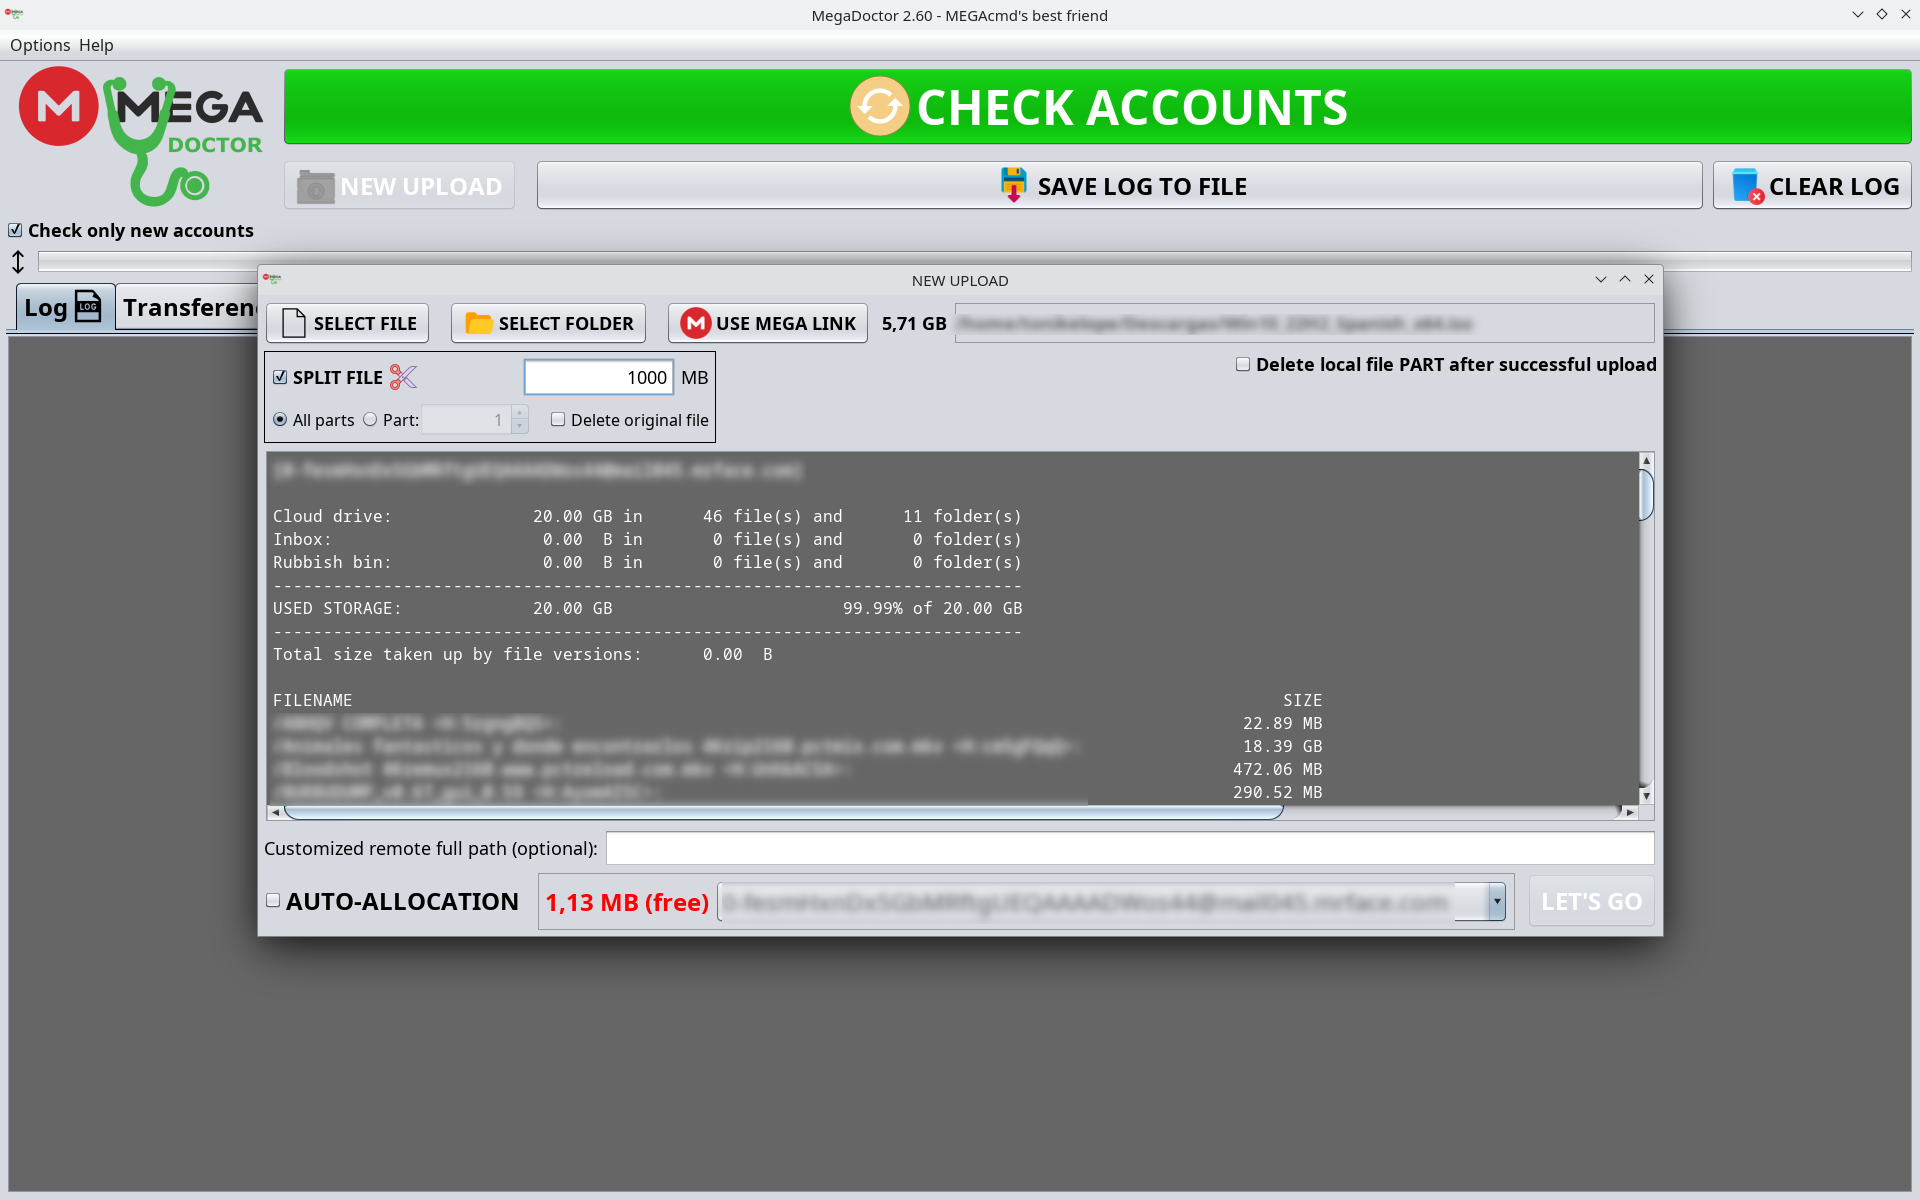 MegaDoctor 2.60 - MEGAcmd's best friend
Options Help
M MEGA
DOCTOR
CHECK ACCOUNTS
NEW UPLOAD
SAVE LOG TO FILE
CLEAR LOG
Check only new accounts
Log LOG
Transferen
NEW UPLOAD
SELECT FILE
SELECT FOLDER
M USE MEGA LINK
5,71 GB
SPLIT FILE 1000 MB
Delete local file PART after successful upload
All parts Part: 1 Delete original file
Cloud drive: 20.00 GB in 46 file(s) and 11 folder(s)
Inbox: 0.00 B in 0 file(s) and 0 folder(s)
Rubbish bin: 0.00 B in 0 file(s) and 0 folder(s)
---------------------------------------------------------------------------
USED STORAGE: 20.00 GB 99.99% of 20.00 GB
---------------------------------------------------------------------------
Total size taken up by file versions: 0.00 B
FILENAME SIZE
22.89 MB
18.39 GB
472.06 MB
290.52 MB
Customized remote full path (optional):
AUTO-ALLOCATION
1,13 MB (free)
LET'S GO